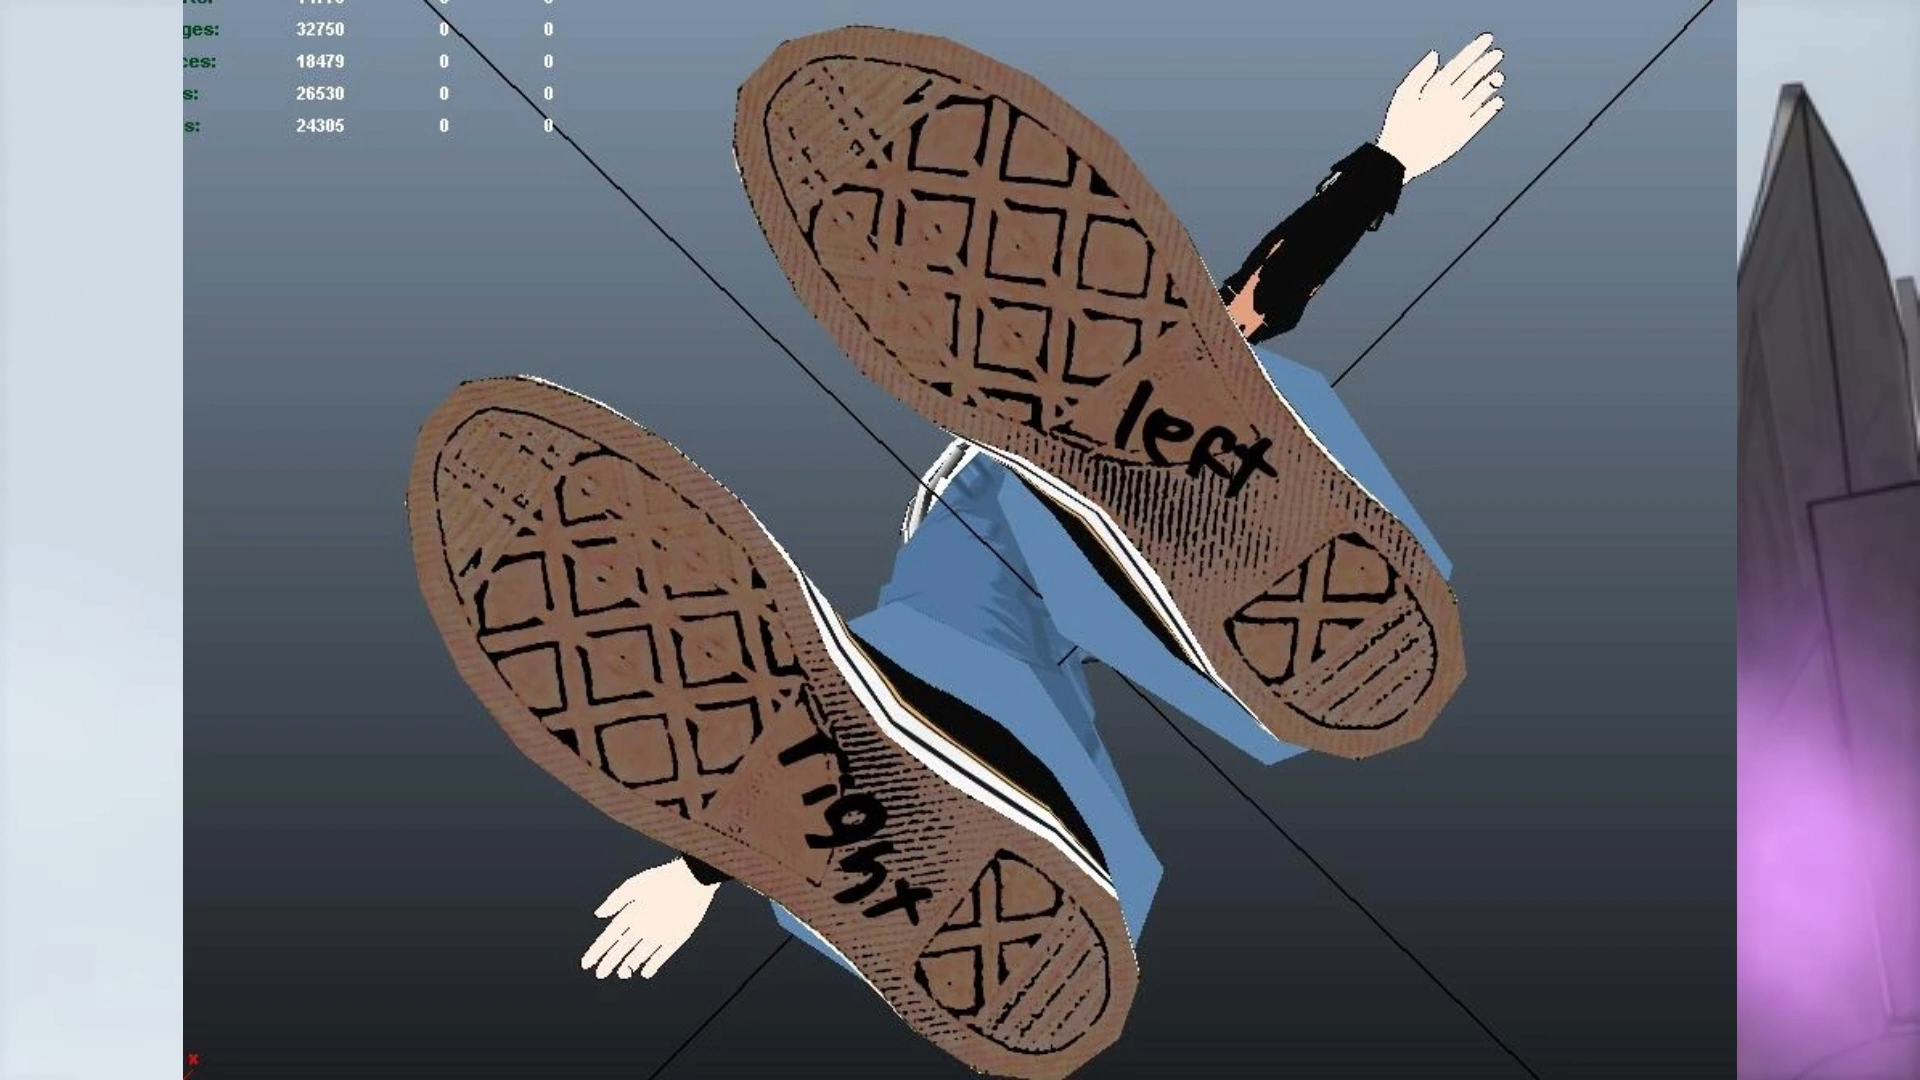 ges: 32750 0 0
ces: 18479 0 0
s: 26530 0 0
s: 24305 0 0
left
right
x